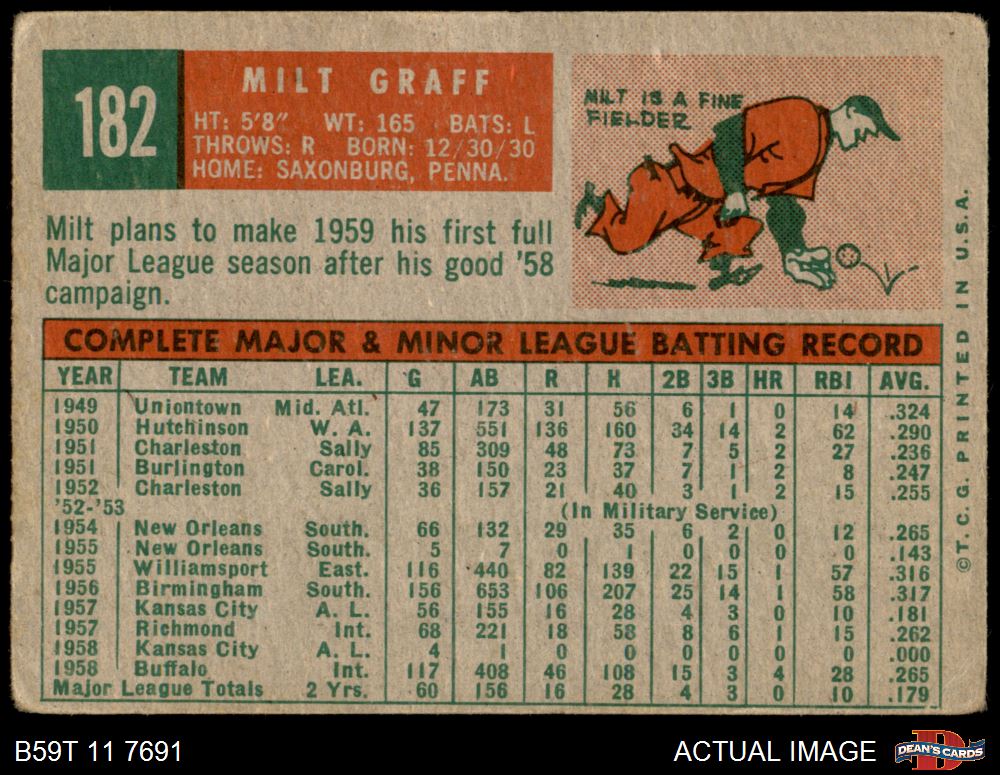 182
MILT GRAFF
HT: 5'8" WT: 165 BATS: L
THROWS: R BORN: 12/30/30
HOME: SAXONBURG, PENNA.
MILT IS A FINE
FIELDER
Milt plans to make 1959 his first full
Major League season after his good '58
campaign.
COMPLETE MAJOR & MINOR LEAGUE BATTING RECORD
YEAR TEAM LEA. G AB R H 2B 3B HR RBI AVG.
1949 Uniontown Mid. Atl. 47 173 31 56 6 1 0 14 .324
1950 Hutchinson W. A. 137 551 136 160 34 14 2 62 .290
1951 Charleston Sally 85 309 48 73 7 5 2 27 .236
1951 Burlington Carol. 38 150 23 37 7 1 2 8 .247
1952 Charleston Sally 36 157 21 40 3 1 2 15 .255
'52-'53 (In Military Service)
1954 New Orleans South. 66 132 29 35 6 2 0 12 .265
1955 New Orleans South. 5 7 0 1 0 0 0 0 .143
1955 Williamsport East. 116 440 82 139 22 15 1 57 .316
1956 Birmingham South. 156 653 106 207 25 14 1 58 .317
1957 Kansas City A. L. 56 155 16 28 4 3 0 10 .181
1957 Richmond Int. 68 221 18 58 8 6 1 15 .262
1958 Kansas City A. L. 4 1 0 0 0 0 0 0 .000
1958 Buffalo Int. 117 408 46 108 15 3 4 28 .265
Major League Totals 2 Yrs. 60 156 16 28 4 3 0 10 .179
©T. C. G. PRINTED IN U.S.A.
B59T 11 7691
ACTUAL IMAGE
D
DEAN'S CARDS